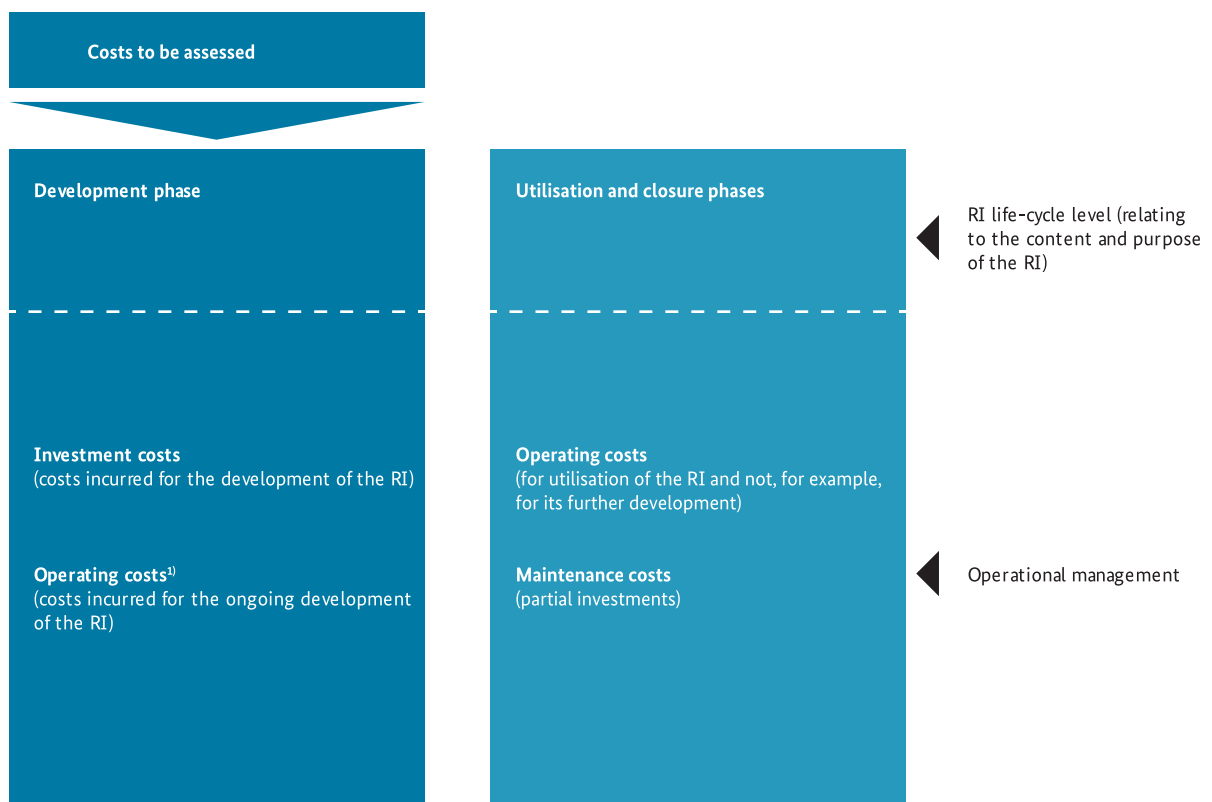 Costs to be assessed
Development phase
Investment costs
(costs incurred for the development of the RI)
Operating costs¹⁾
(costs incurred for the ongoing development
of the RI)
Utilisation and closure phases
Operating costs
(for utilisation of the RI and not, for example,
for its further development)
Maintenance costs
(partial investments)
RI life-cycle level (relating
to the content and purpose
of the RI)
Operational management